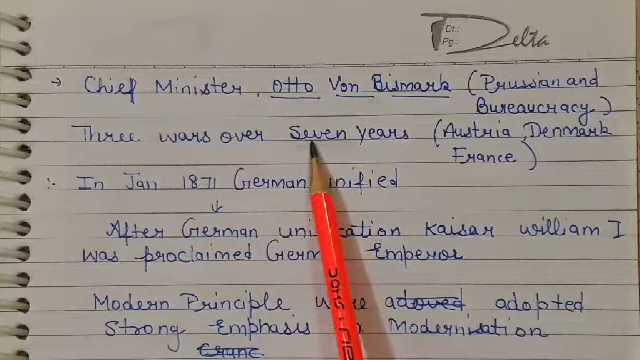 Delta
Dt:
Pg:
→ Chief Minister, Otto Von Bismark (Prussian and
Bureaucracy)
Three wars over Seven years (Austria Denmark
France)
∴ In Jan 1871 German unified
↓
After German unification Kaisar william I
was proclaimed German Emperor
Modern Principle were adopted
Strong Emphasis Modernisation